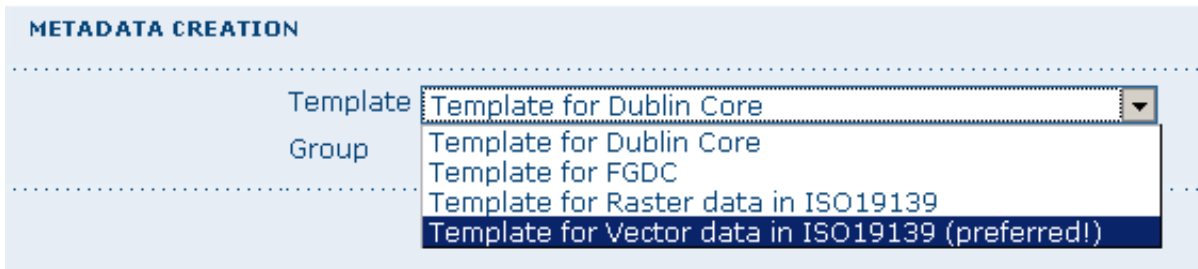 METADATA CREATION
Template Template for Dublin Core
Group Template for Dublin Core
Template for FGDC
Template for Raster data in ISO19139
Template for Vector data in ISO19139 (preferred!)